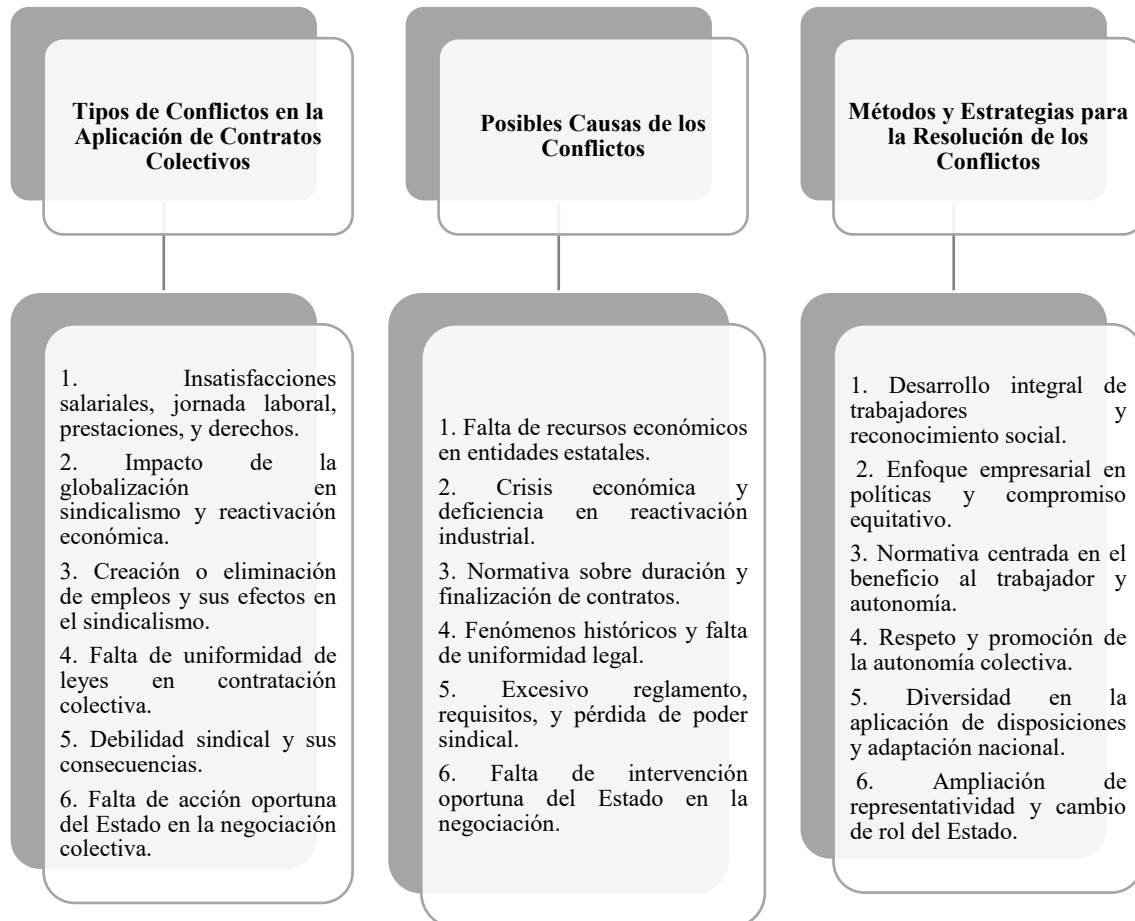 Tipos de Conflictos en la
Aplicación de Contratos
Colectivos
1. Insatisfacciones
salariales, jornada laboral,
prestaciones, y derechos.
2. Impacto de la
globalización en
sindicalismo y reactivación
económica.
3. Creación o eliminación
de empleos y sus efectos en
el sindicalismo.
4. Falta de uniformidad de
leyes en contratación
colectiva.
5. Debilidad sindical y sus
consecuencias.
6. Falta de acción oportuna
del Estado en la negociación
colectiva.
Posibles Causas de los
Conflictos
1. Falta de recursos económicos
en entidades estatales.
2. Crisis económica y
deficiencia en reactivación
industrial.
3. Normativa sobre duración y
finalización de contratos.
4. Fenómenos históricos y falta
de uniformidad legal.
5. Excesivo reglamento,
requisitos, y pérdida de poder
sindical.
6. Falta de intervención
oportuna del Estado en la
negociación.
Métodos y Estrategias para
la Resolución de los
Conflictos
1. Desarrollo integral de
trabajadores y
reconocimiento social.
2. Enfoque empresarial en
políticas y compromiso
equitativo.
3. Normativa centrada en el
beneficio al trabajador y
autonomía.
4. Respeto y promoción de
la autonomía colectiva.
5. Diversidad en la
aplicación de disposiciones
y adaptación nacional.
6. Ampliación de
representatividad y cambio
de rol del Estado.